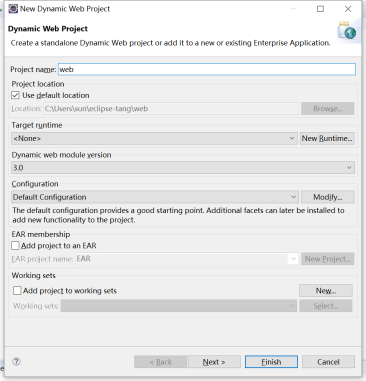 New Dynamic Web Project
Dynamic Web Project
Create a standalone Dynamic Web project or add it to a new or existing Enterprise Application.
Project name: web
Project location
Use default location
Location: C:\Users\sun\eclipse-tang\web Browse...
Target runtime
<None> New Runtime...
Dynamic web module version
3.0
Configuration
Default Configuration Modify...
The default configuration provides a good starting point. Additional facets can later be installed to
add new functionality to the project.
EAR membership
Add project to an EAR
EAR project name: EAR New Project...
Working sets
Add project to working sets New...
Working sets: Select...
? < Back Next > Finish Cancel